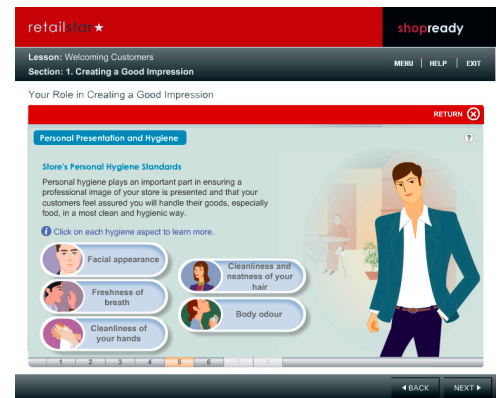 retailstar★
shopready
Lesson: Welcoming Customers
Section: 1. Creating a Good Impression
MENU | HELP | EXIT
Your Role in Creating a Good Impression
RETURN
Personal Presentation and Hygiene
?
Store's Personal Hygiene Standards
Personal hygiene plays an important part in ensuring a
professional image of your store is presented and that your
customers feel assured you will handle their goods, especially
food, in a most clean and hygienic way.
i Click on each hygiene aspect to learn more.
Facial appearance
Freshness of
breath
Cleanliness of
your hands
Cleanliness and
neatness of your
hair
Body odour
1 2 3 4 5 6
BACK NEXT